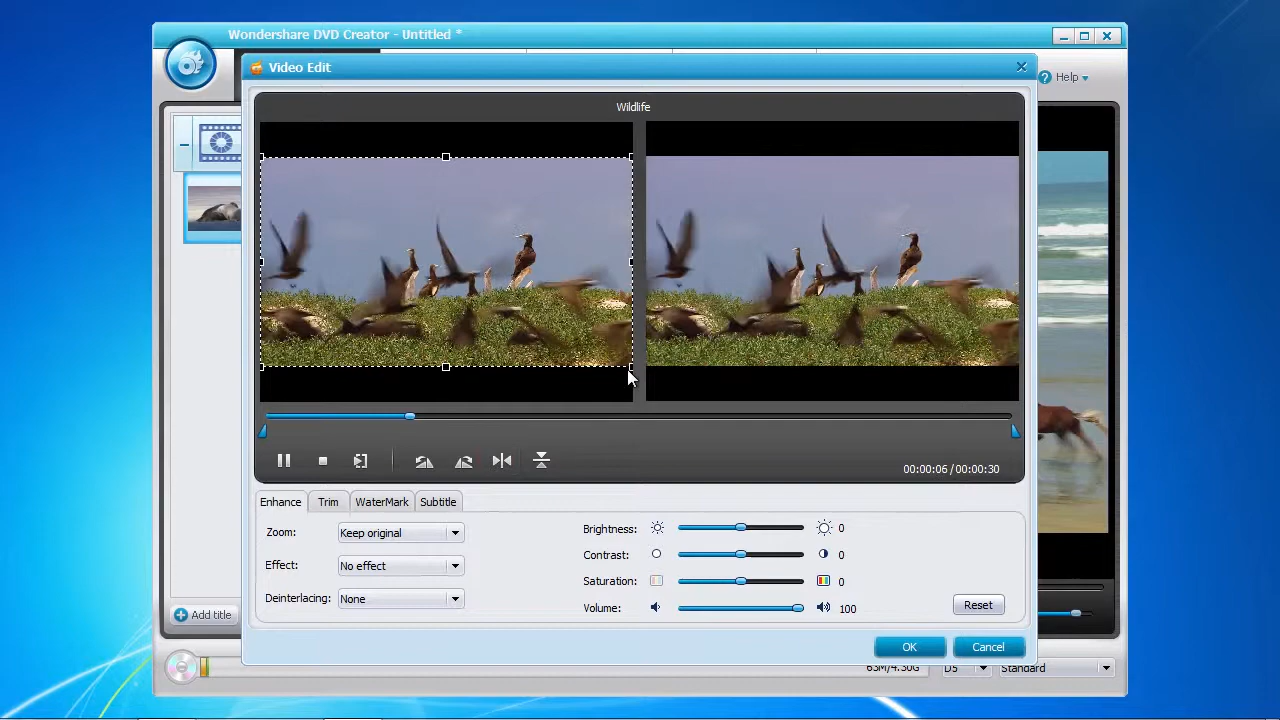 Wondershare DVD Creator - Untitled *
Help
Video Edit
Wildlife
00:00:06 / 00:00:30
Enhance Trim WaterMark Subtitle
Zoom: Keep original
Effect: No effect
Deinterlacing: None
Brightness: 0
Contrast: 0
Saturation: 0
Volume: 100
Reset
Add title
OK Cancel
63M/4.30G D5 Standard